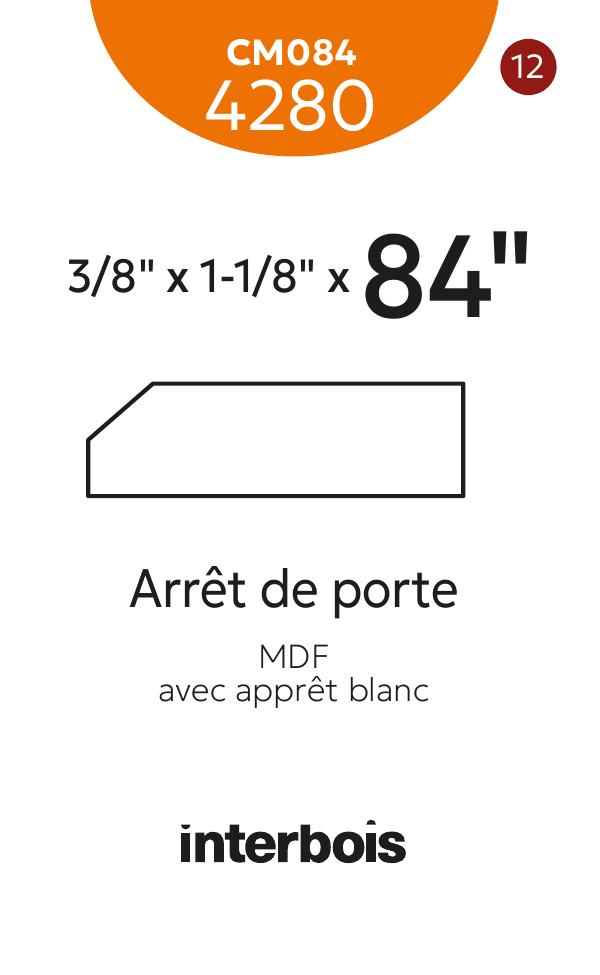 CM084
4280
12
3/8" x 1-1/8" x 84"
Arrêt de porte
MDF
avec apprêt blanc
interbois